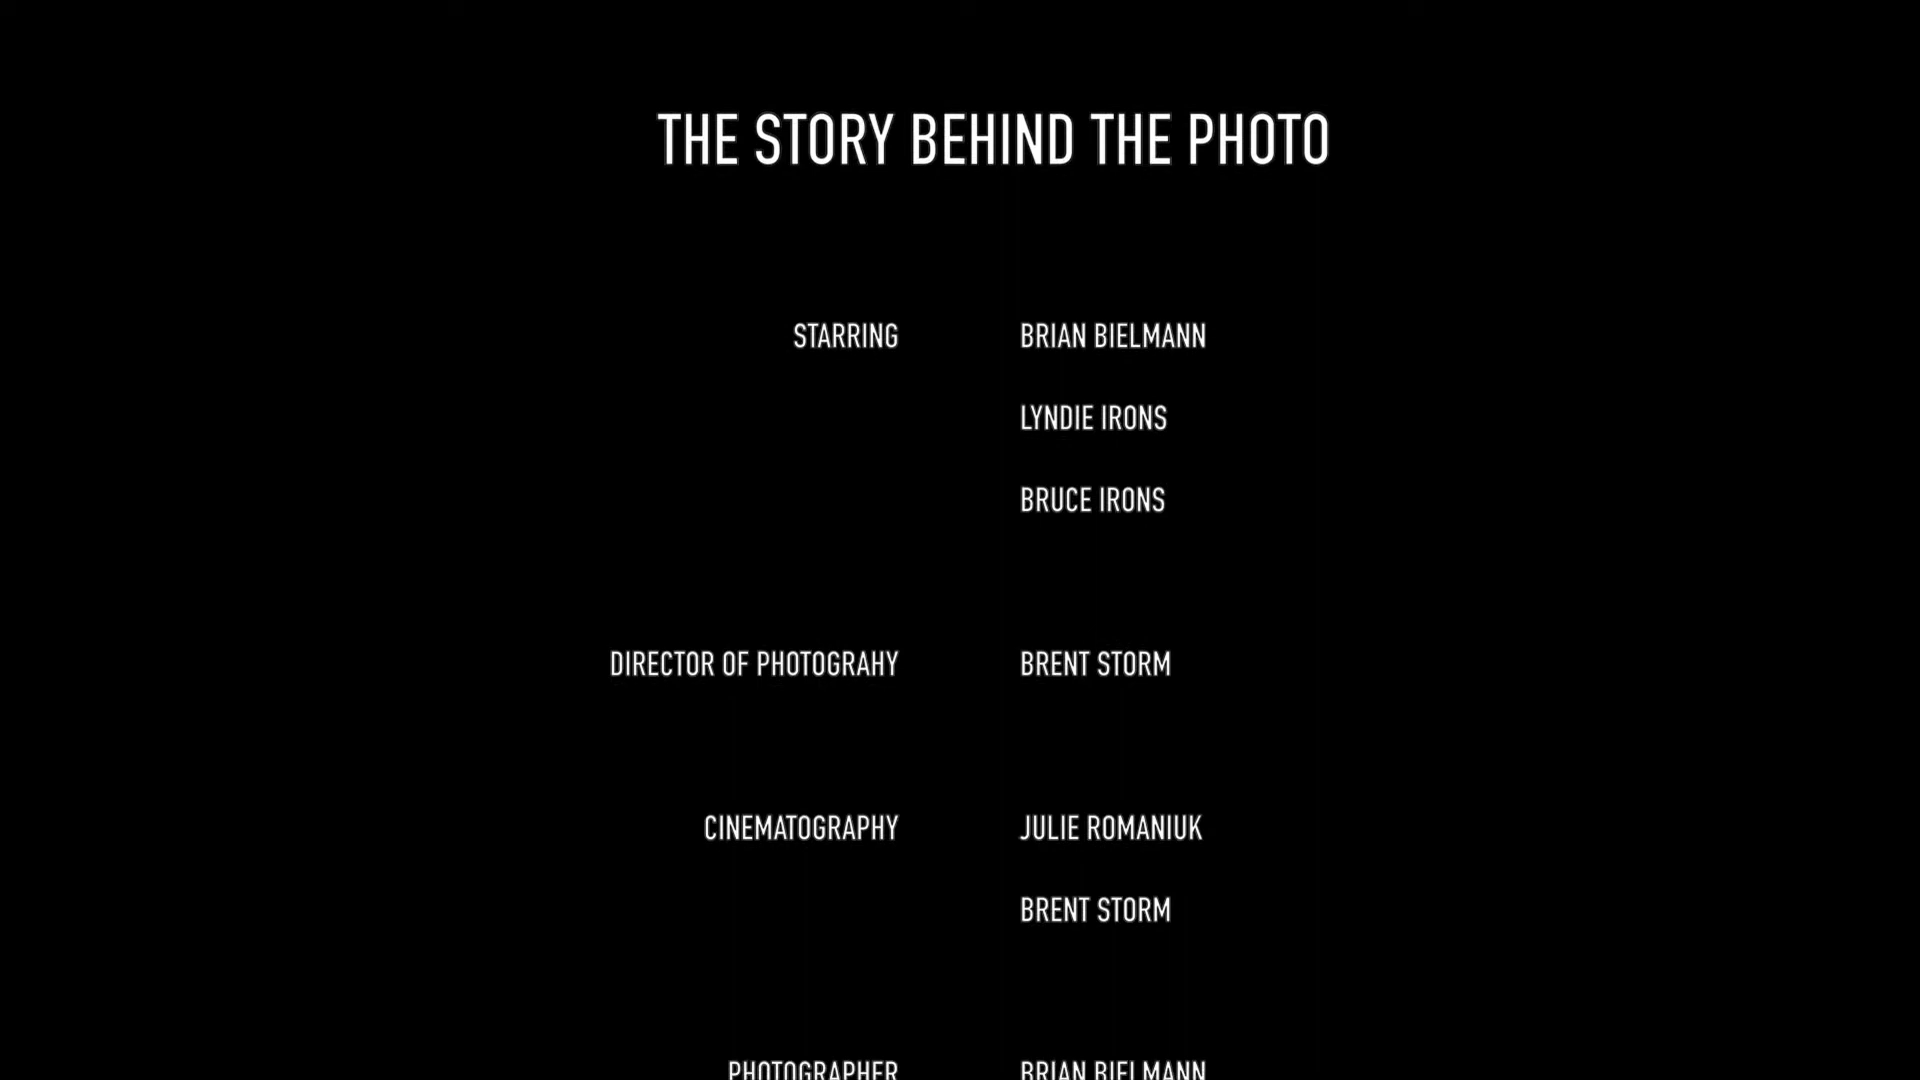 THE STORY BEHIND THE PHOTO
STARRING BRIAN BIELMANN
LYNDIE IRONS
BRUCE IRONS
DIRECTOR OF PHOTOGRAHY BRENT STORM
CINEMATOGRAPHY JULIE ROMANIUK
BRENT STORM
PHOTOGRAPHER BRIAN BIELMANN